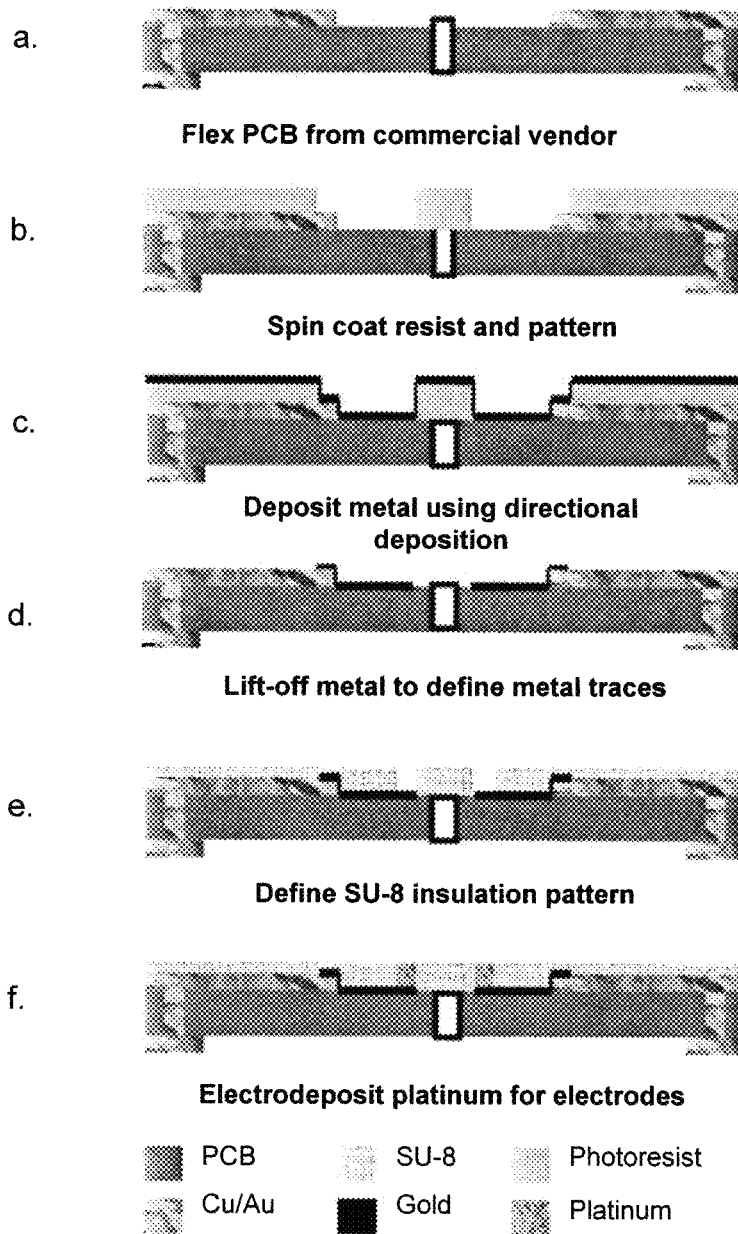 a.
Flex PCB from commercial vendor
b.
Spin coat resist and pattern
c.
Deposit metal using directional
deposition
d.
Lift-off metal to define metal traces
e.
Define SU-8 insulation pattern
f.
Electrodeposit platinum for electrodes
PCB
SU-8
Photoresist
Cu/Au
Gold
Platinum